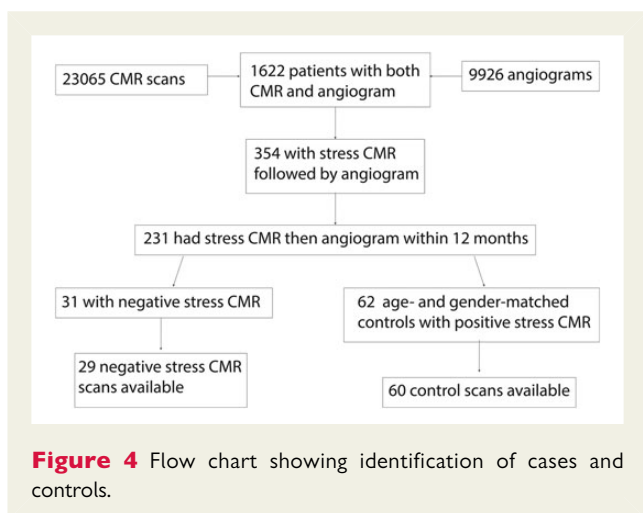 23065 CMR scans
1622 patients with both
CMR and angiogram
9926 angiograms
354 with stress CMR
followed by angiogram
231 had stress CMR then angiogram within 12 months
31 with negative stress CMR
62 age- and gender-matched
controls with positive stress CMR
29 negative stress CMR
scans available
60 control scans available
Figure 4 Flow chart showing identification of cases and
controls.